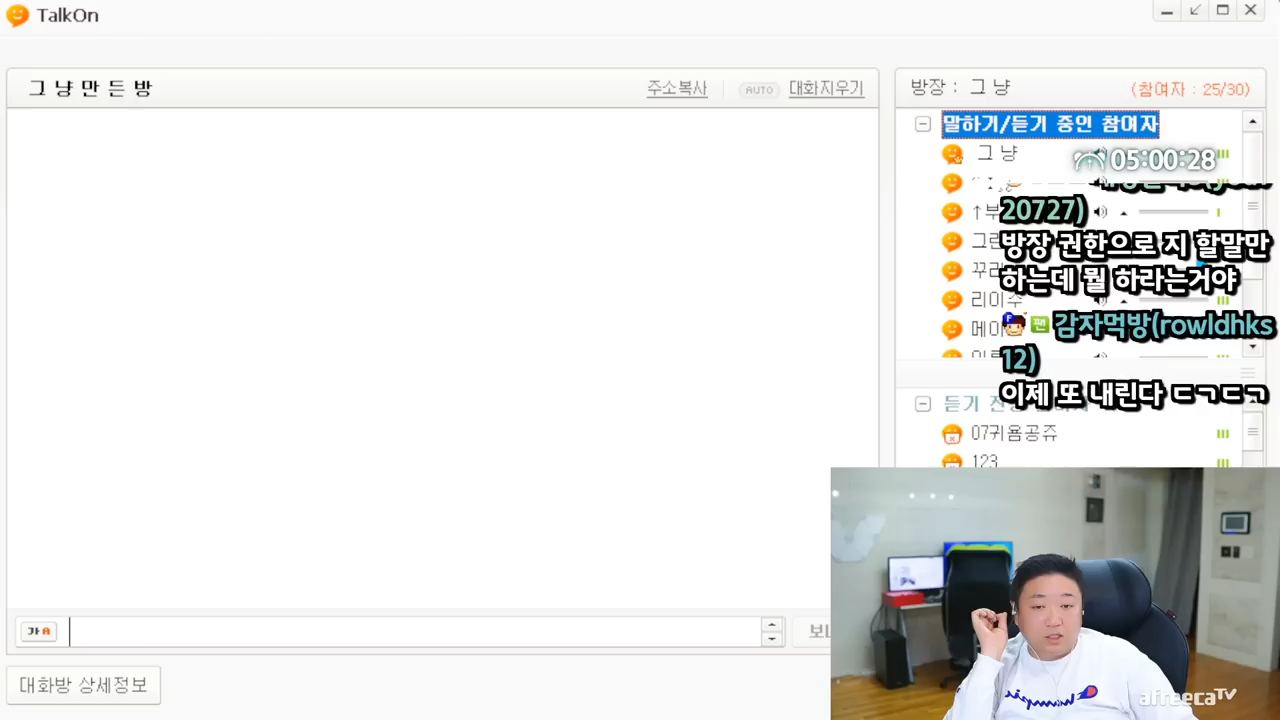 TalkOn
그 냥 만 든 방
주소복사
AUTO
대화지우기
방장 : 그 냥
(참여자 : 25/30)
말하기/듣기 중인 참여자
그 냥
05:00:28
20727)
방장 권한으로 지 할말만
하는데 뭘 하라는거야
감자먹방(rowldhks
12)
이제 또 내린다 ㄷㄱㄷㄱ
리이수
듣기
07귀욤공쥬
123
가
대화방 상세정보
Champion
afreecaTV